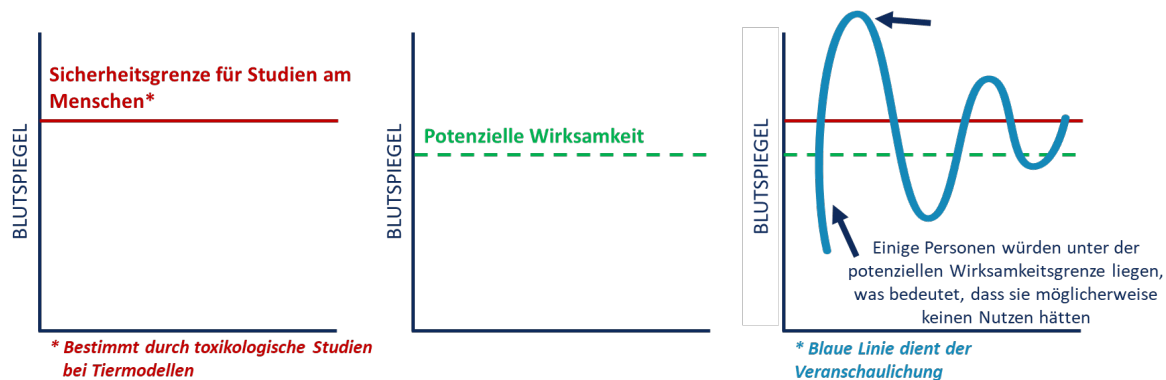 Sicherheitsgrenze für Studien am
Menschen*
BLUTSPIEGEL
* Bestimmt durch toxikologische Studien
bei Tiermodellen
Potenzielle Wirksamkeit
BLUTSPIEGEL
BLUTSPIEGEL
Einige Personen würden unter der
potenziellen Wirksamkeitsgrenze liegen,
was bedeutet, dass sie möglicherweise
keinen Nutzen hätten
* Blaue Linie dient der
Veranschaulichung